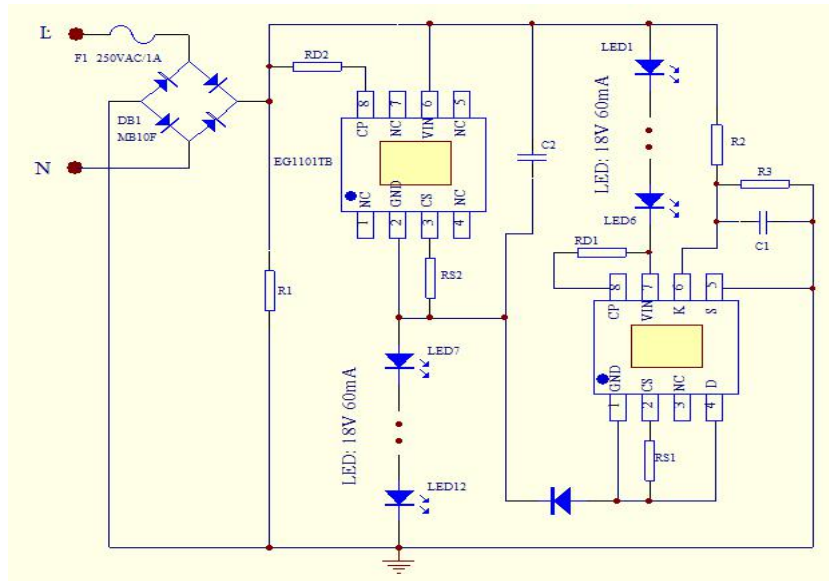 L
F1 250VAC/1A
DB1
MB10F
N
RD2
8 7 6 5
CP NC VIN NC
EG1101TB
NC GND CS NC
1 2 3 4
RS2
R1
C2
LED1
LED: 18V 60mA
LED6
R2
R3
C1
RD1
8 7 6 5
CP VIN K S
GND CS NC D
1 2 3 4
RS1
LED7
LED: 18V 60mA
LED12